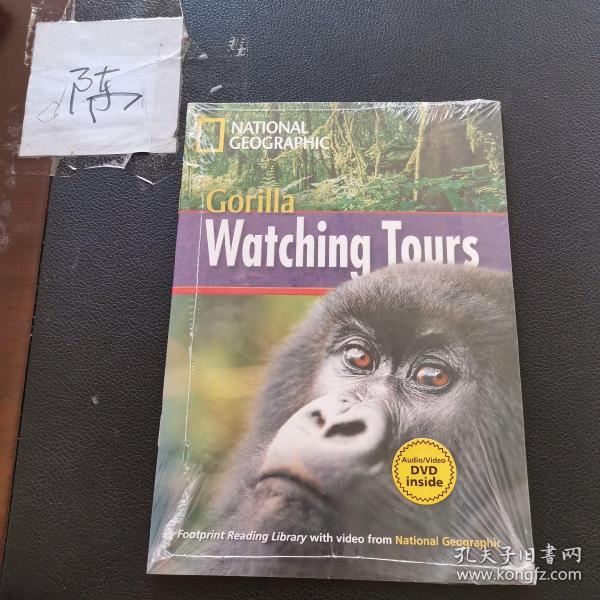 陈
NATIONAL
GEOGRAPHIC
Gorilla
Watching Tours
Audio/Video
DVD
inside
Footprint Reading Library with video from National Geographic
孔夫子旧书网
www.kongfz.com